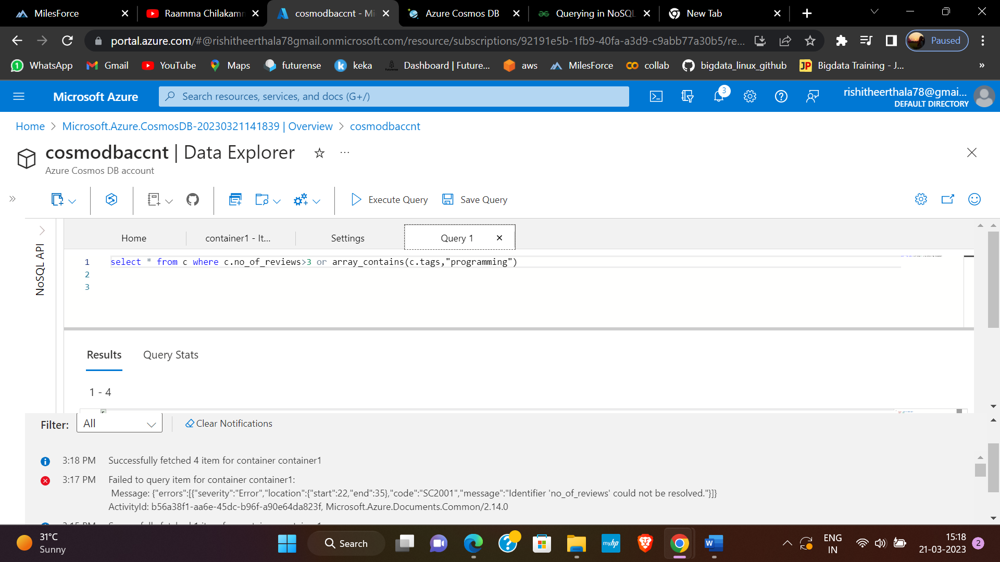 MilesForce
Raamma Chilakamm
cosmodbaccnt - Mi
Azure Cosmos DB
Querying in NoSQL
New Tab
portal.azure.com/#@rishitheerthala78gmail.onmicrosoft.com/resource/subscriptions/92191e5b-1fb9-40fa-a3d9-c9abb77a30b5/re...
Paused
WhatsApp
Gmail
YouTube
Maps
futurense
keka
Dashboard | Future...
aws
MilesForce
collab
bigdata_linux_github
Bigdata Training - J...
Microsoft Azure
Search resources, services, and docs (G+/)
3
rishitheerthala78@gmai...
DEFAULT DIRECTORY
Home > Microsoft.Azure.CosmosDB-20230321141839 | Overview > cosmodbaccnt
cosmodbaccnt | Data Explorer
Azure Cosmos DB account
Execute Query
Save Query
NoSQL API
Home
container1 - It...
Settings
Query 1
1 select * from c where c.no_of_reviews>3 or array_contains(c.tags,"programming")
2
3
Results
Query Stats
1 - 4
Filter:
All
Clear Notifications
3:18 PM Successfully fetched 4 item for container container1
3:17 PM Failed to query item for container container1:
Message: {"errors":[{"severity":"Error","location":{"start":22,"end":35},"code":"SC2001","message":"Identifier 'no_of_reviews' could not be resolved."}]}
ActivityId: b56a38f1-aa6e-45dc-b96f-a90e64da823f, Microsoft.Azure.Documents.Common/2.14.0
31°C
Sunny
Search
myhp
ENG
IN
15:18
21-03-2023
2